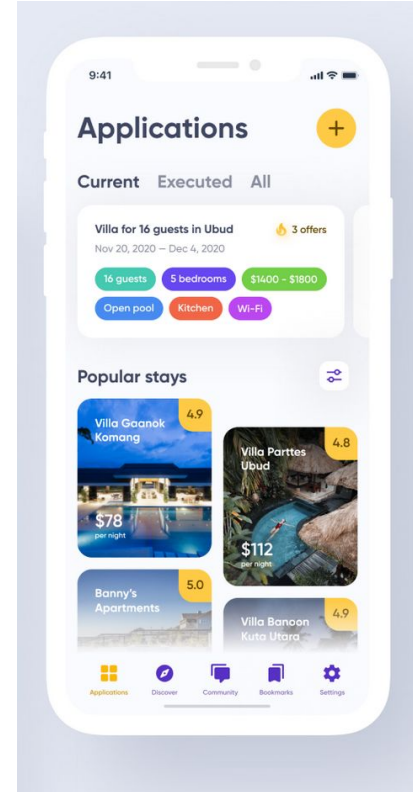 9:41
Applications
Current Executed All
Villa for 16 guests in Ubud
3 offers
Nov 20, 2020 — Dec 4, 2020
16 guests 5 bedrooms $1400 - $1800
Open pool Kitchen Wi-Fi
Popular stays
Villa Gaanok
Komang
4.9
$78
per night
Villa Parttes
Ubud
4.8
$112
per night
Banny's
Apartments
5.0
Villa Banoon
Kuta Utara
4.9
Applications Discover Community Bookmarks Settings